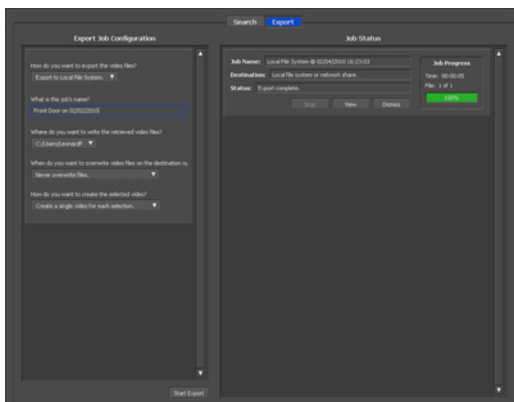 Search Export
Export Job Configuration
Job Status
How do you want to export the video files?
Export to Local File System.
What is this job's name?
Front Door on 02/02/2010
Where do you want to write the retrieved video files?
C:/Users/LeonardF
When do you want to overwrite video files on the destination sy
Never overwrite files.
How do you want to create the selected video?
Create a single video for each selection.
Start Export
Job Name: Local File System @ 02/04/2010 16:23:03
Destination: Local file system or network share.
Status: Export complete.
Stop View Dismiss
Job Progress
Time: 00:00:05
File: 1 of 1
100%